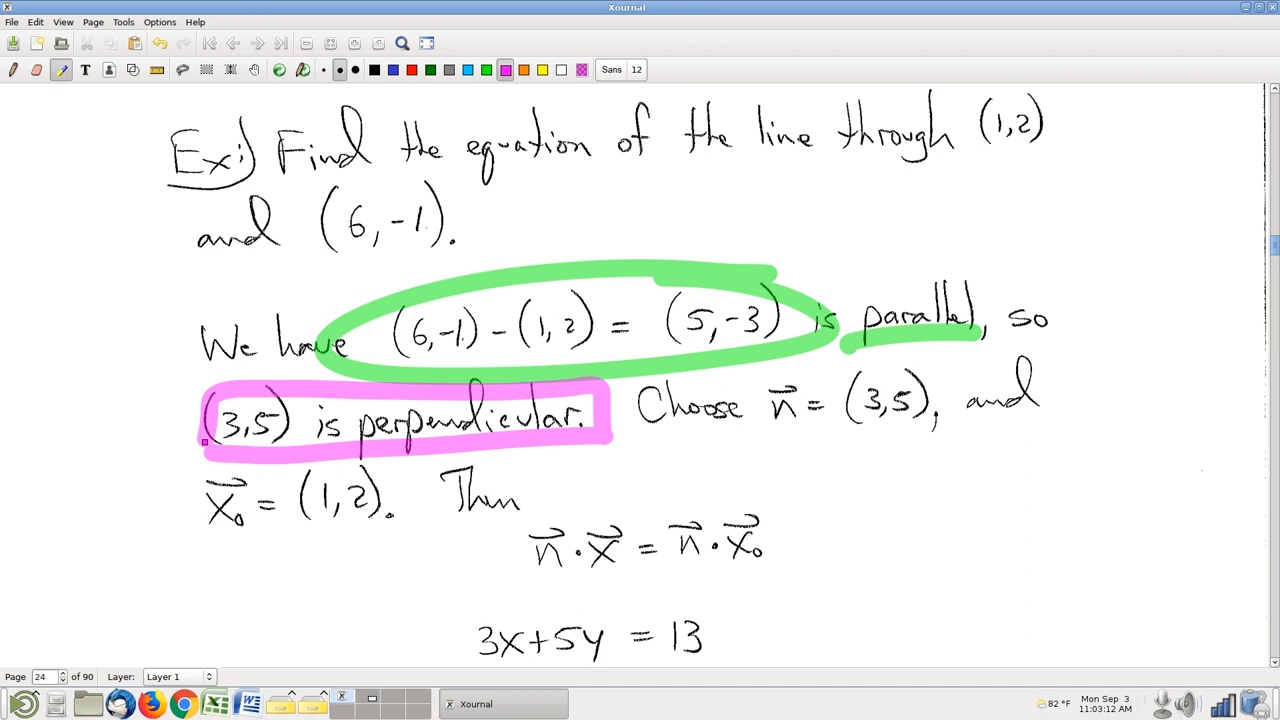 Xournal
File Edit View Page Tools Options Help
Sans 12
Ex:) Find the equation of the line through (1,2)
and (6,-1).
We have (6,-1) - (1,2) = (5,-3) is parallel, so
(3,5) is perpendicular. Choose n⃗ = (3,5), and
x⃗₀ = (1,2). Then
n⃗ · x⃗ = n⃗ · x⃗₀
3x+5y = 13
Page 24 of 90 Layer: Layer 1
Xournal
82 °F
Mon Sep 3
11:03:12 AM